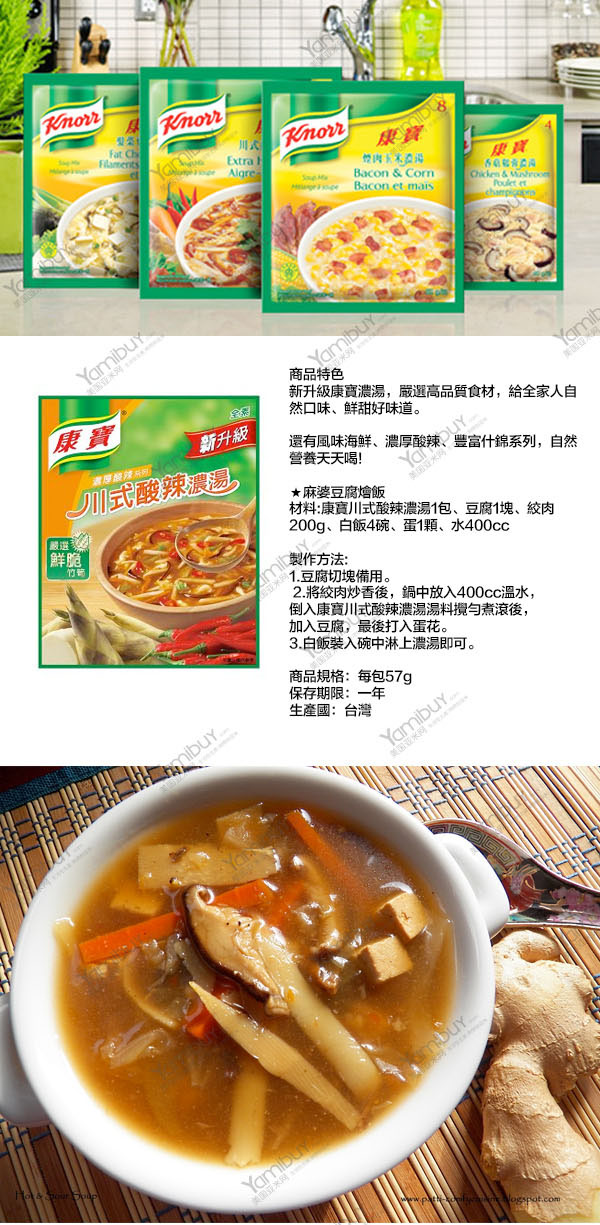 Knorr
Knorr
Knorr
康寶
8
康寶
4
髮菜
川式
燒肉玉米濃湯
香菇雞蓉濃湯
Soup Mix
Mélange à soupe
Fat Ch
Filaments
Soup Mix
Mélange à soupe
Extra H
Aigre-
Soup Mix
Mélange à soupe
Bacon & Corn
Bacon et maïs
Chicken & Mushroom
Poulet et
champignons
商品特色
新升級康寶濃湯，嚴選高品質食材，給全家人自
然口味、鮮甜好味道。
還有風味海鮮、濃厚酸辣、豐富什錦系列，自然
營養天天喝!
★麻婆豆腐燴飯
材料:康寶川式酸辣濃湯1包、豆腐1塊、絞肉
200g、白飯4碗、蛋1顆、水400cc
製作方法:
1.豆腐切塊備用。
2.將絞肉炒香後，鍋中放入400cc溫水，
倒入康寶川式酸辣濃湯湯料攪勻煮滾後，
加入豆腐，最後打入蛋花。
3.白飯裝入碗中淋上濃湯即可。
商品規格：每包57g
保存期限：一年
生產國：台灣
全素
康寶
新升級
濃厚酸辣系列
川式酸辣濃湯
嚴選
鮮脆
竹筍
Hot & Sour Soup
Yamibuy.com
美国亚米网